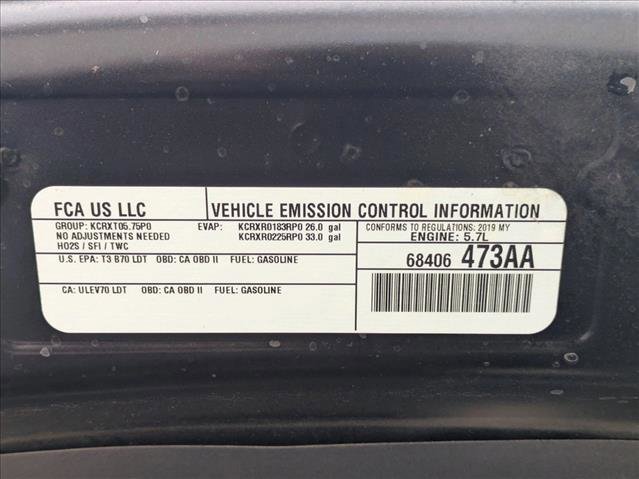 FCA US LLC
VEHICLE EMISSION CONTROL INFORMATION
GROUP: KCRXT05.75P0
EVAP: KCRXR0183RP0 26.0 gal
CONFORMS TO REGULATIONS: 2019 MY
NO ADJUSTMENTS NEEDED
KCRXR0225RP0 33.0 gal
ENGINE: 5.7L
HO2S / SFI / TWC
U.S. EPA: T3 B70 LDT OBD: CA OBD II FUEL: GASOLINE
68406 473AA
CA: ULEV70 LDT OBD: CA OBD II FUEL: GASOLINE